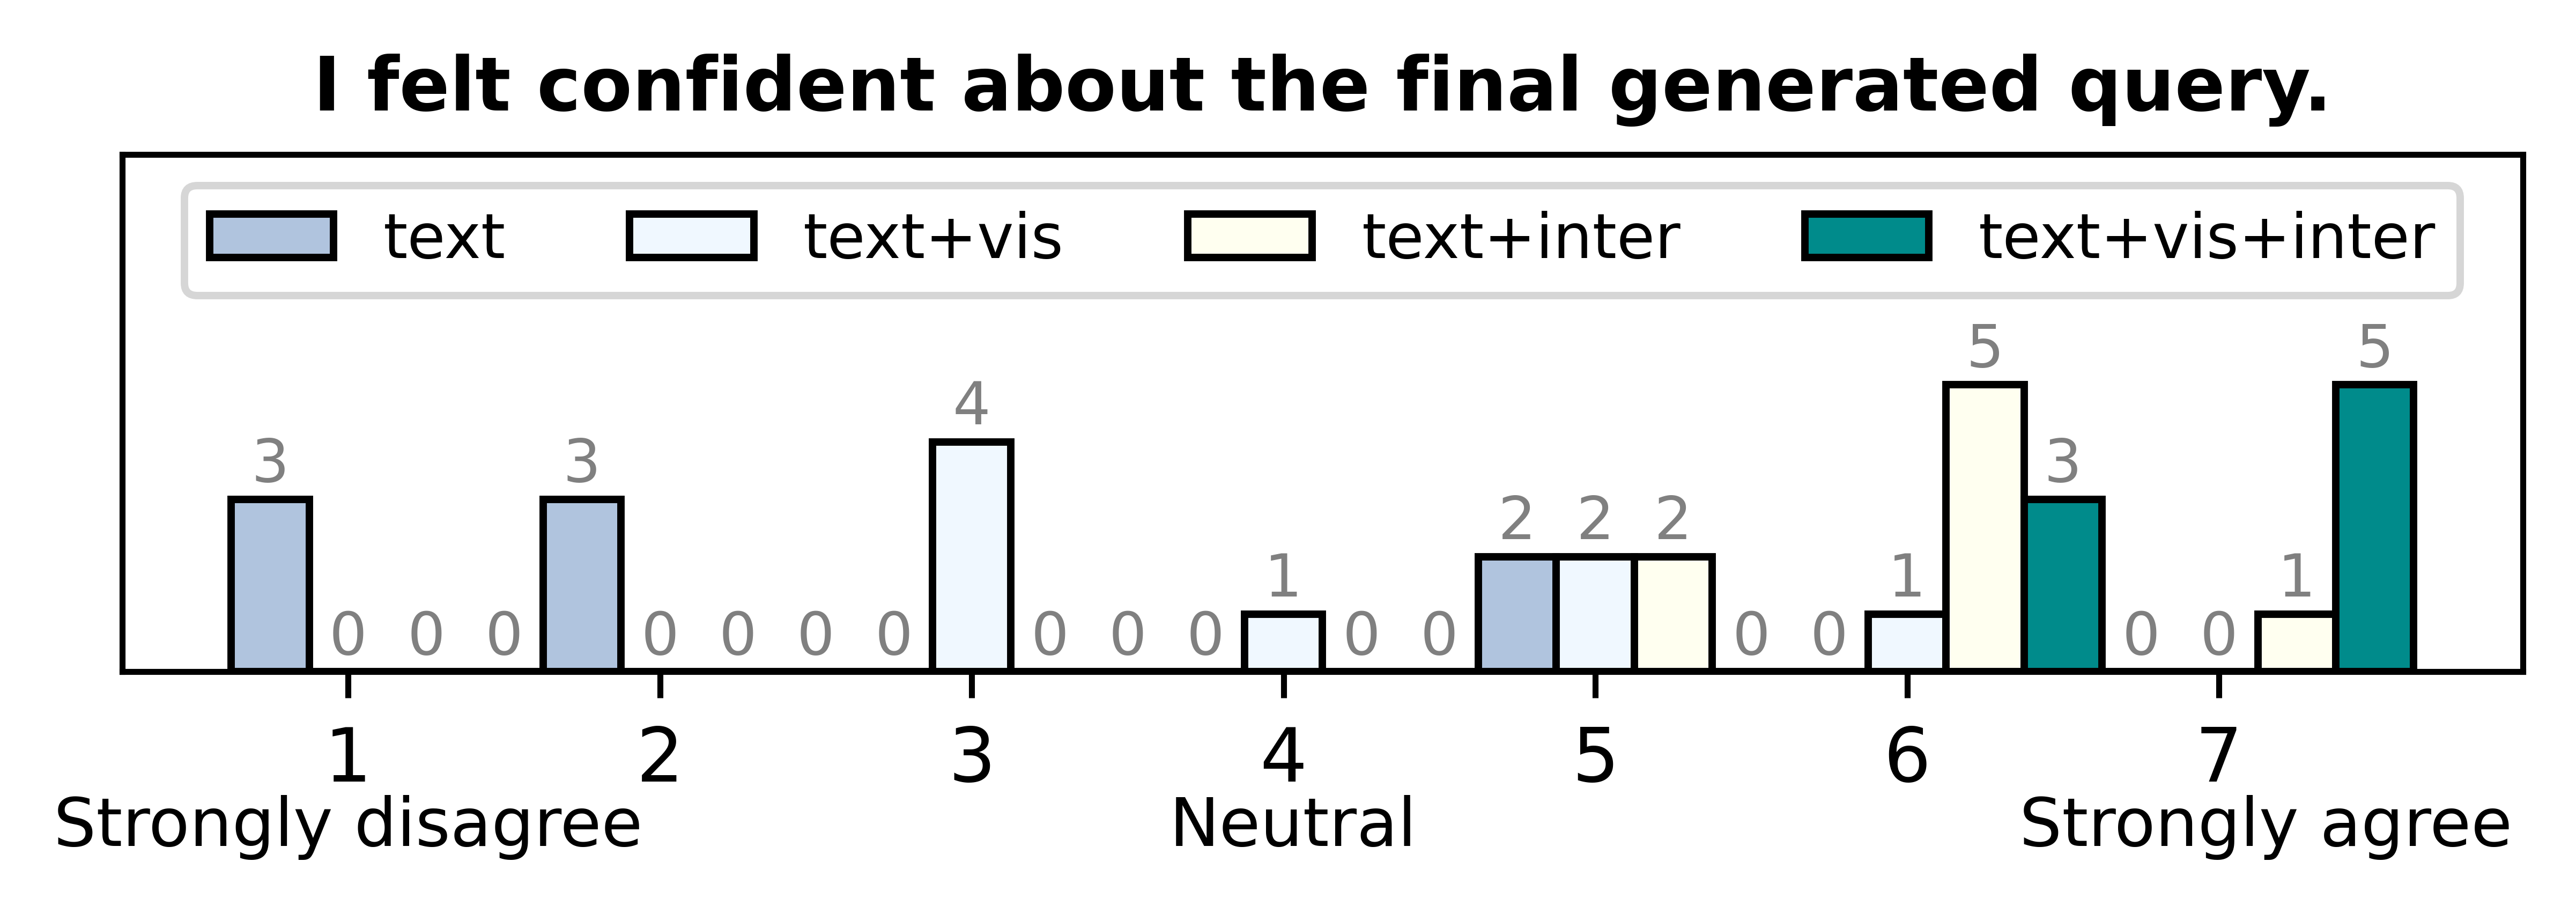 I felt confident about the final generated query.
text text+vis text+inter text+vis+inter
3 0 0 0 3 0 0 0 0 4 0 0 0 1 0 0 2 2 2 0 0 1 5 3 0 0 1 5
1 2 3 4 5 6 7
Strongly disagree Neutral Strongly agree